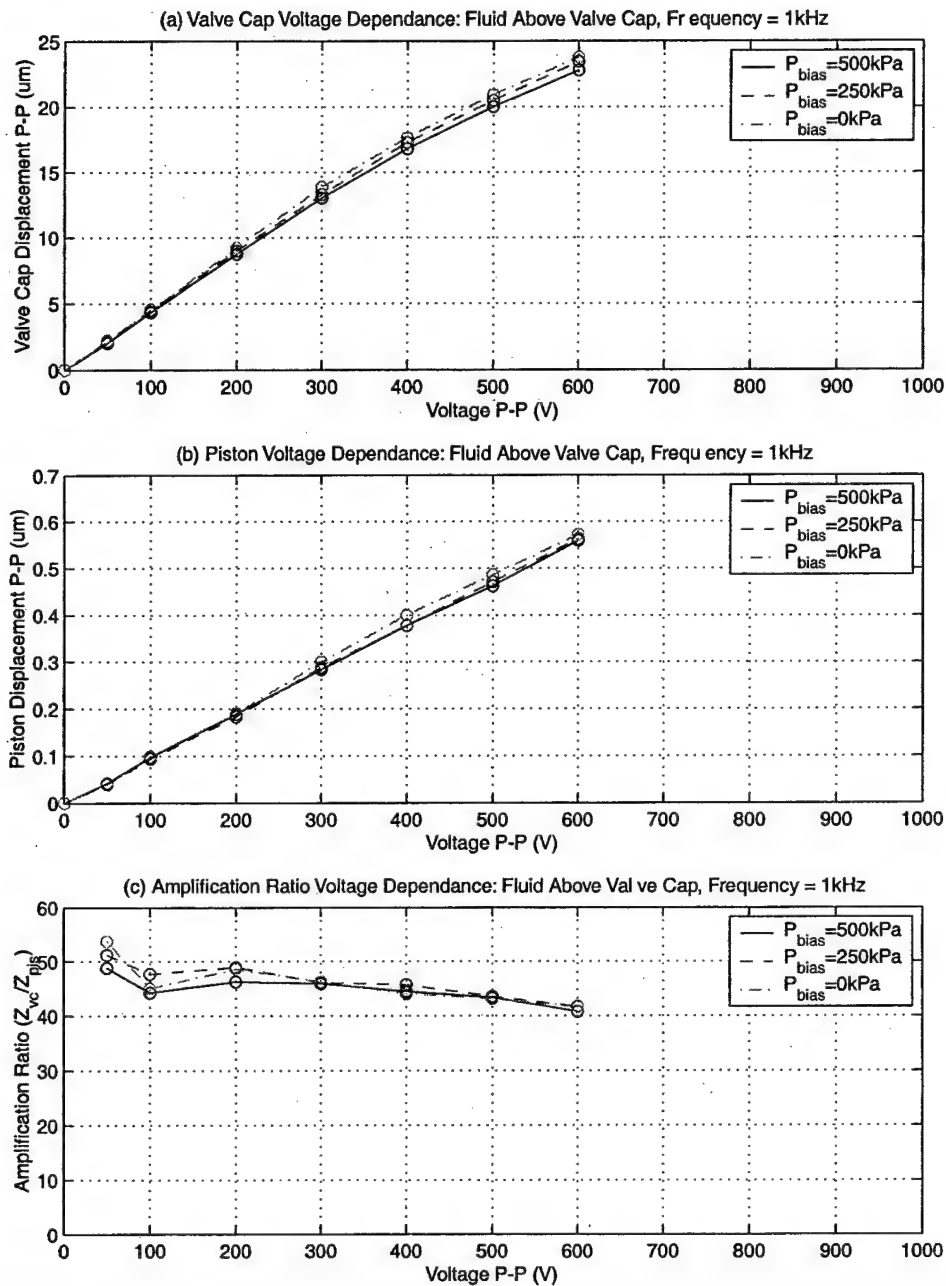 (a) Valve Cap Voltage Dependance: Fluid Above Valve Cap, Fr equency = 1kHz
25
20
15
10
5
0
Valve Cap Displacement P-P (um)
P_bias=500kPa
P_bias=250kPa
P_bias=0kPa
0 100 200 300 400 500 600 700 800 900 1000
Voltage P-P (V)
(b) Piston Voltage Dependance: Fluid Above Valve Cap, Frequ ency = 1kHz
0.7
0.6
0.5
0.4
0.3
0.2
0.1
0
Piston Displacement P-P (um)
P_bias=500kPa
P_bias=250kPa
P_bias=0kPa
0 100 200 300 400 500 600 700 800 900 1000
Voltage P-P (V)
(c) Amplification Ratio Voltage Dependance: Fluid Above Val ve Cap, Frequency = 1kHz
60
50
40
30
20
10
0
Amplification Ratio (Z_vc/Z_pis)
P_bias=500kPa
P_bias=250kPa
P_bias=0kPa
0 100 200 300 400 500 600 700 800 900 1000
Voltage P-P (V)